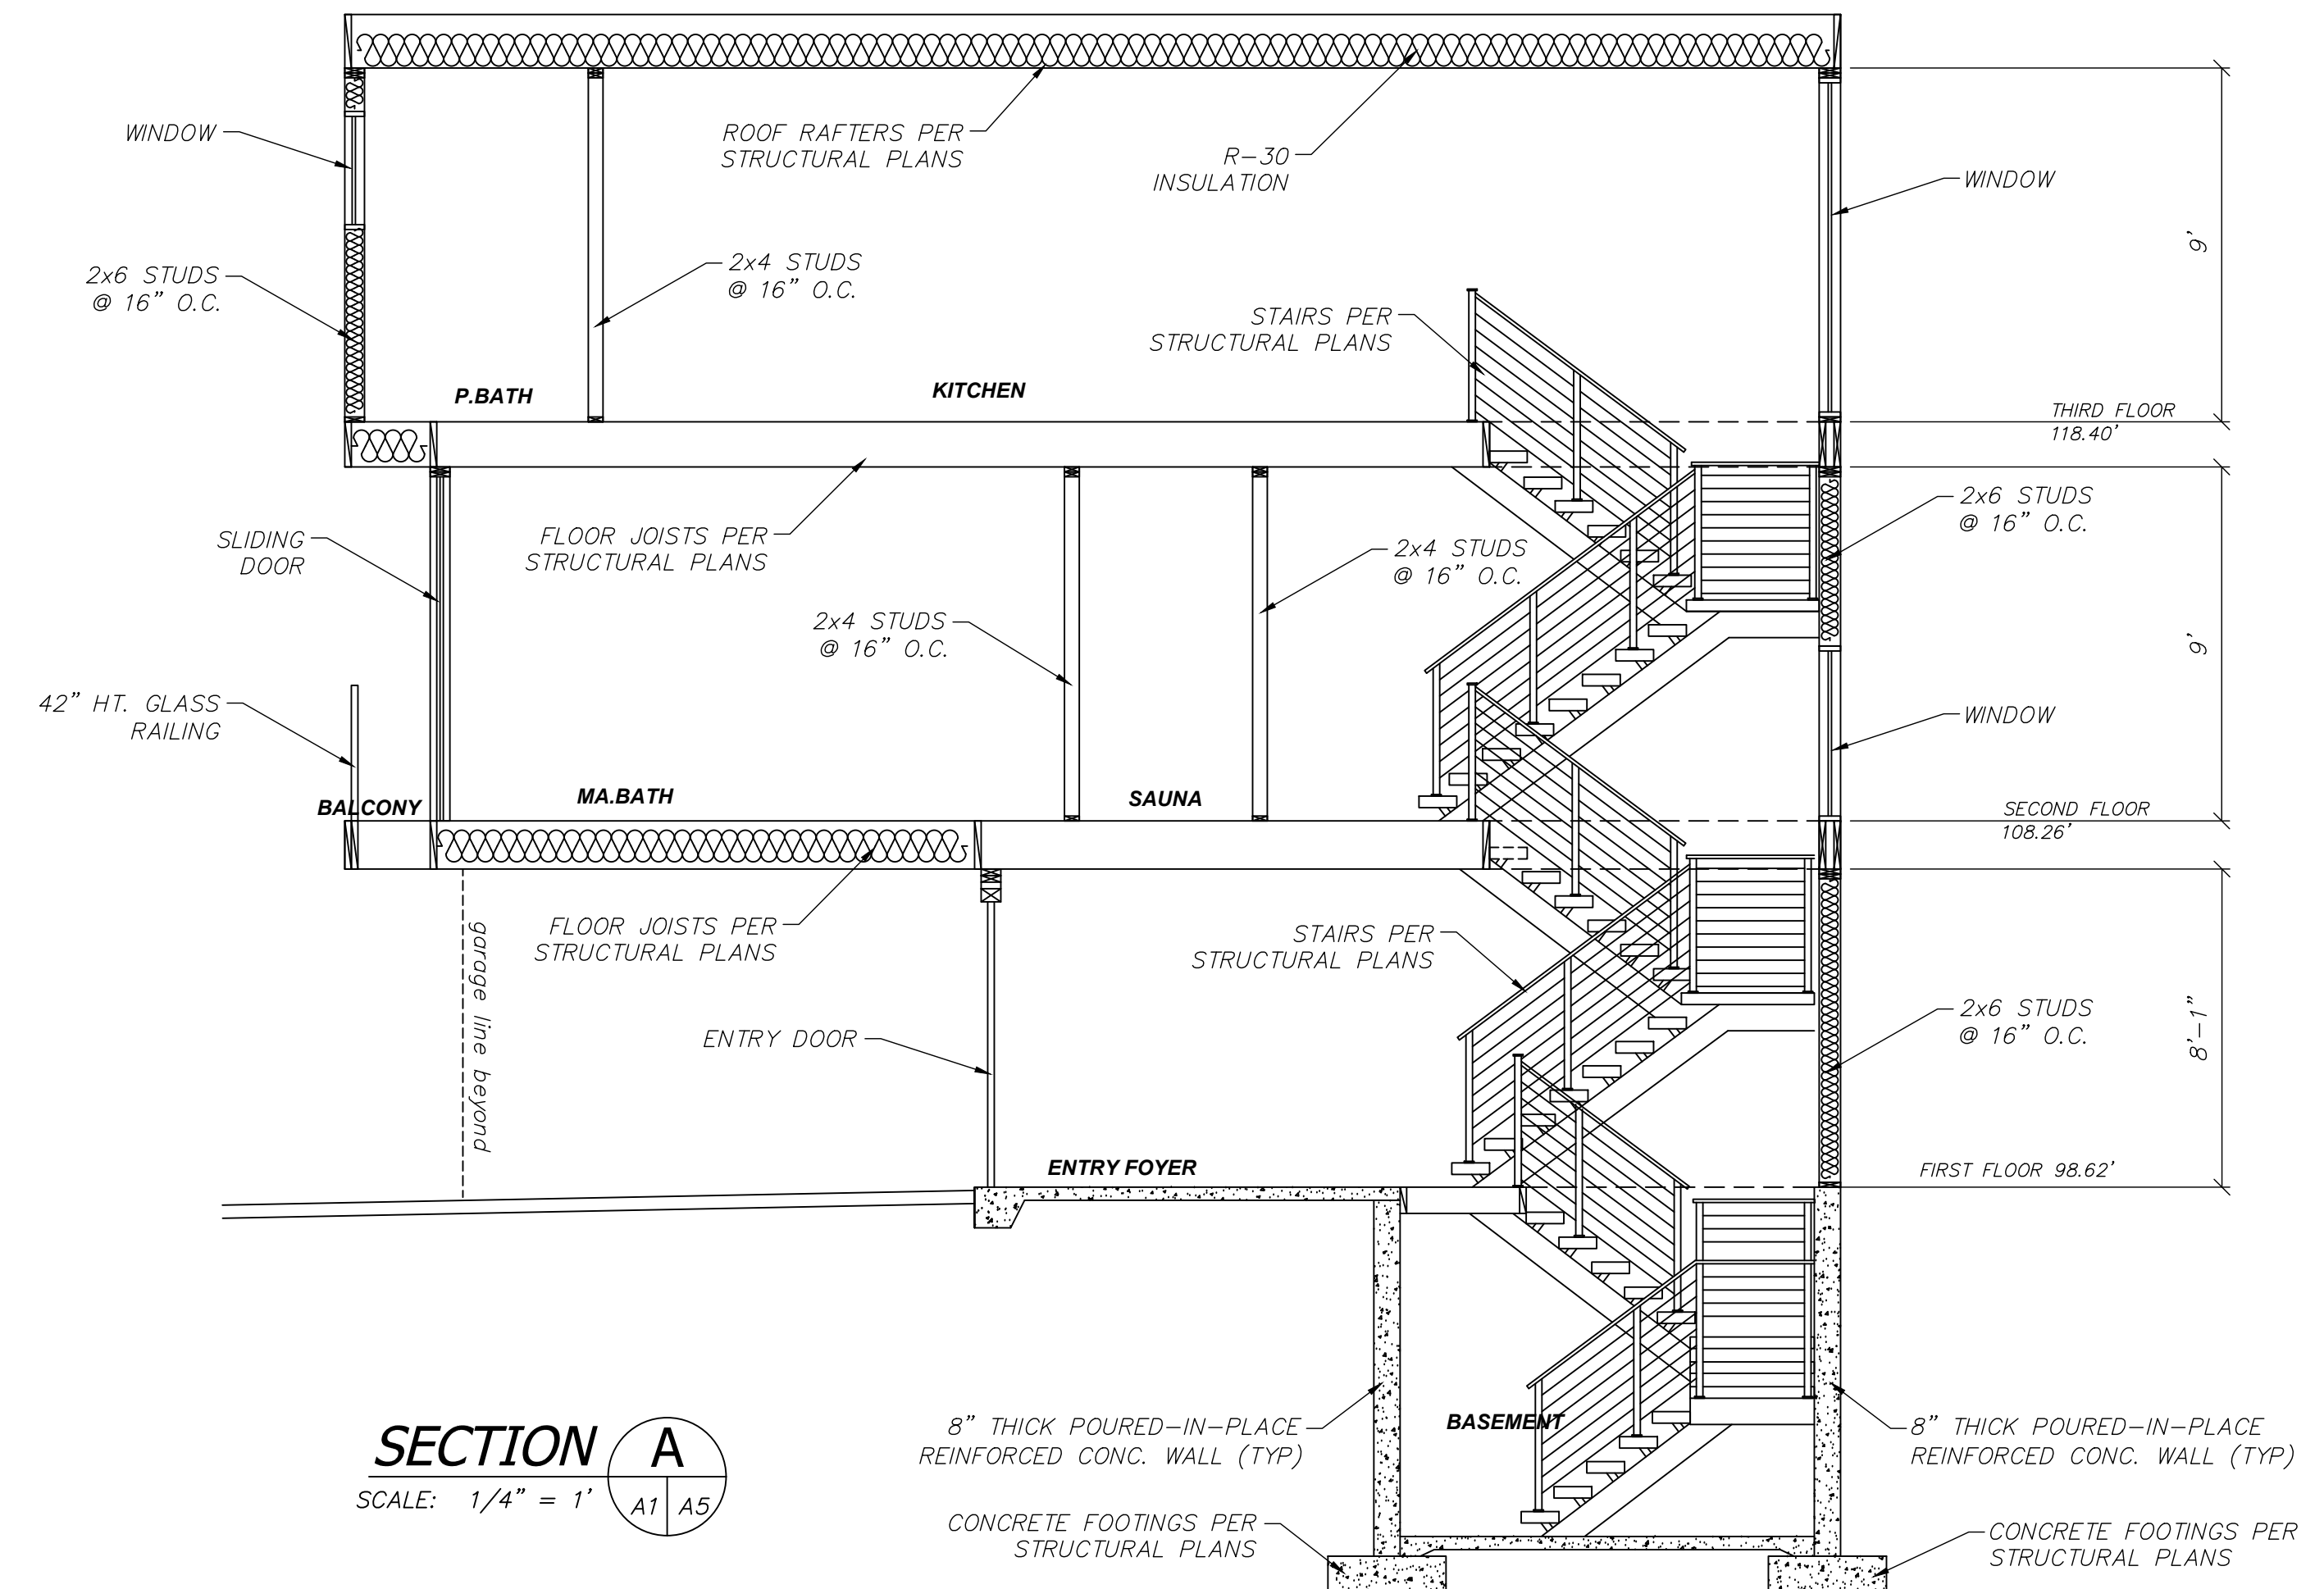 WINDOW
ROOF RAFTERS PER
STRUCTURAL PLANS
R-30
INSULATION
WINDOW
9'
2x6 STUDS
@ 16” O.C.
2x4 STUDS
@ 16” O.C.
STAIRS PER
STRUCTURAL PLANS
P.BATH
KITCHEN
THIRD FLOOR
118.40'
SLIDING
DOOR
FLOOR JOISTS PER
STRUCTURAL PLANS
2x4 STUDS
@ 16” O.C.
2x6 STUDS
@ 16” O.C.
2x4 STUDS
@ 16” O.C.
9'
42” HT. GLASS
RAILING
WINDOW
BALCONY
MA.BATH
SAUNA
SECOND FLOOR
108.26'
garage line beyond
FLOOR JOISTS PER
STRUCTURAL PLANS
STAIRS PER
STRUCTURAL PLANS
ENTRY DOOR
2x6 STUDS
@ 16” O.C.
8'-1”
ENTRY FOYER
FIRST FLOOR 98.62'
SECTION
A
SCALE: 1/4” = 1'
A1
A5
8” THICK POURED-IN-PLACE
REINFORCED CONC. WALL (TYP)
BASEMENT
8” THICK POURED-IN-PLACE
REINFORCED CONC. WALL (TYP)
CONCRETE FOOTINGS PER
STRUCTURAL PLANS
CONCRETE FOOTINGS PER
STRUCTURAL PLANS